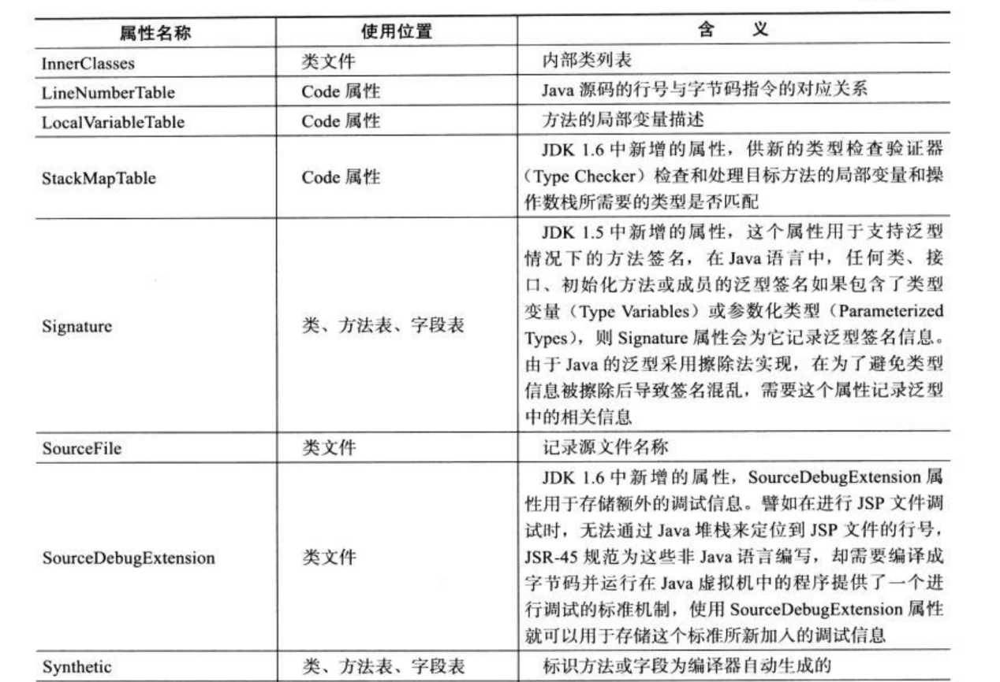 属性名称 使用位置 含 义
InnerClasses 类文件 内部类列表
LineNumberTable Code 属性 Java 源码的行号与字节码指令的对应关系
LocalVariableTable Code 属性 方法的局部变量描述
StackMapTable Code 属性 JDK 1.6 中新增的属性，供新的类型检查验证器
（Type Checker）检查和处理目标方法的局部变量和操
作数栈所需要的类型是否匹配
Signature 类、方法表、字段表 JDK 1.5 中新增的属性，这个属性用于支持泛型
情况下的方法签名，在 Java 语言中，任何类、接
口、初始化方法或成员的泛型签名如果包含了类型
变量（Type Variables）或参数化类型（Parameterized
Types），则 Signature 属性会为它记录泛型签名信息。
由于 Java 的泛型采用擦除法实现，在为了避免类型
信息被擦除后导致签名混乱，需要这个属性记录泛型
中的相关信息
SourceFile 类文件 记录源文件名称
SourceDebugExtension 类文件 JDK 1.6 中新增的属性，SourceDebugExtension 属
性用于存储额外的调试信息。譬如在进行 JSP 文件调
试时，无法通过 Java 堆栈来定位到 JSP 文件的行号，
JSR-45 规范为这些非 Java 语言编写，却需要编译成
字节码并运行在 Java 虚拟机中的程序提供了一个进
行调试的标准机制，使用 SourceDebugExtension 属性
就可以用于存储这个标准所新加入的调试信息
Synthetic 类、方法表、字段表 标识方法或字段为编译器自动生成的